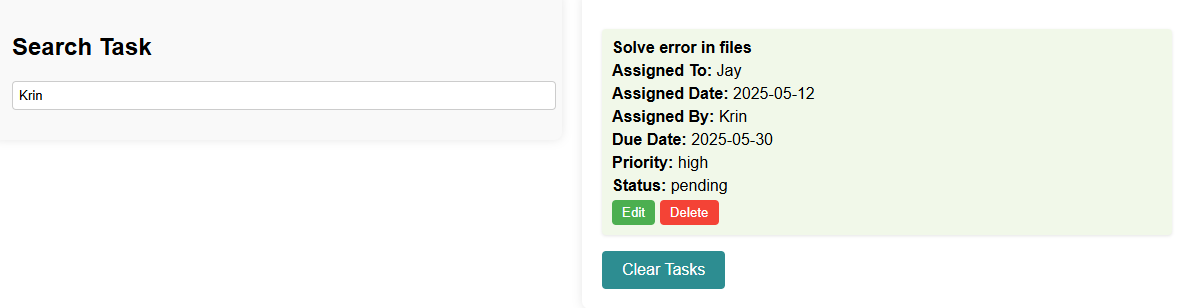 Search Task
Krin
Solve error in files
Assigned To: Jay
Assigned Date: 2025-05-12
Assigned By: Krin
Due Date: 2025-05-30
Priority: high
Status: pending
Edit Delete
Clear Tasks